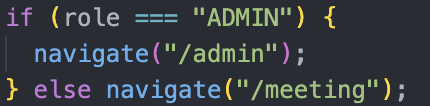 if (role === "ADMIN") {
  navigate("/admin");
} else navigate("/meeting");